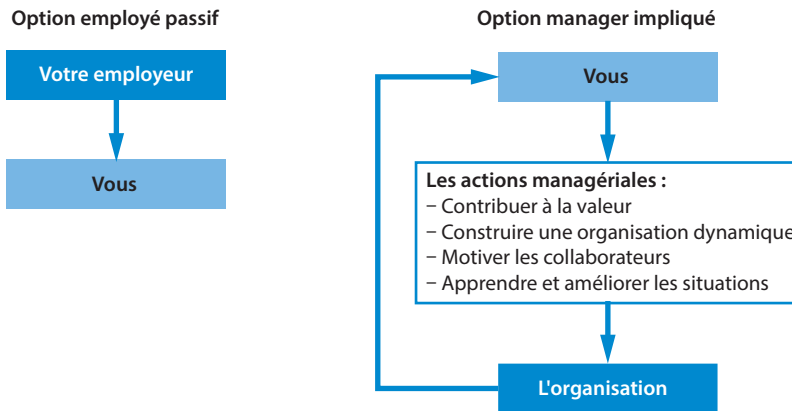 Option employé passif
Votre employeur
Vous
Option manager impliqué
Vous
Les actions managériales :
– Contribuer à la valeur
– Construire une organisation dynamique
– Motiver les collaborateurs
– Apprendre et améliorer les situations
L'organisation